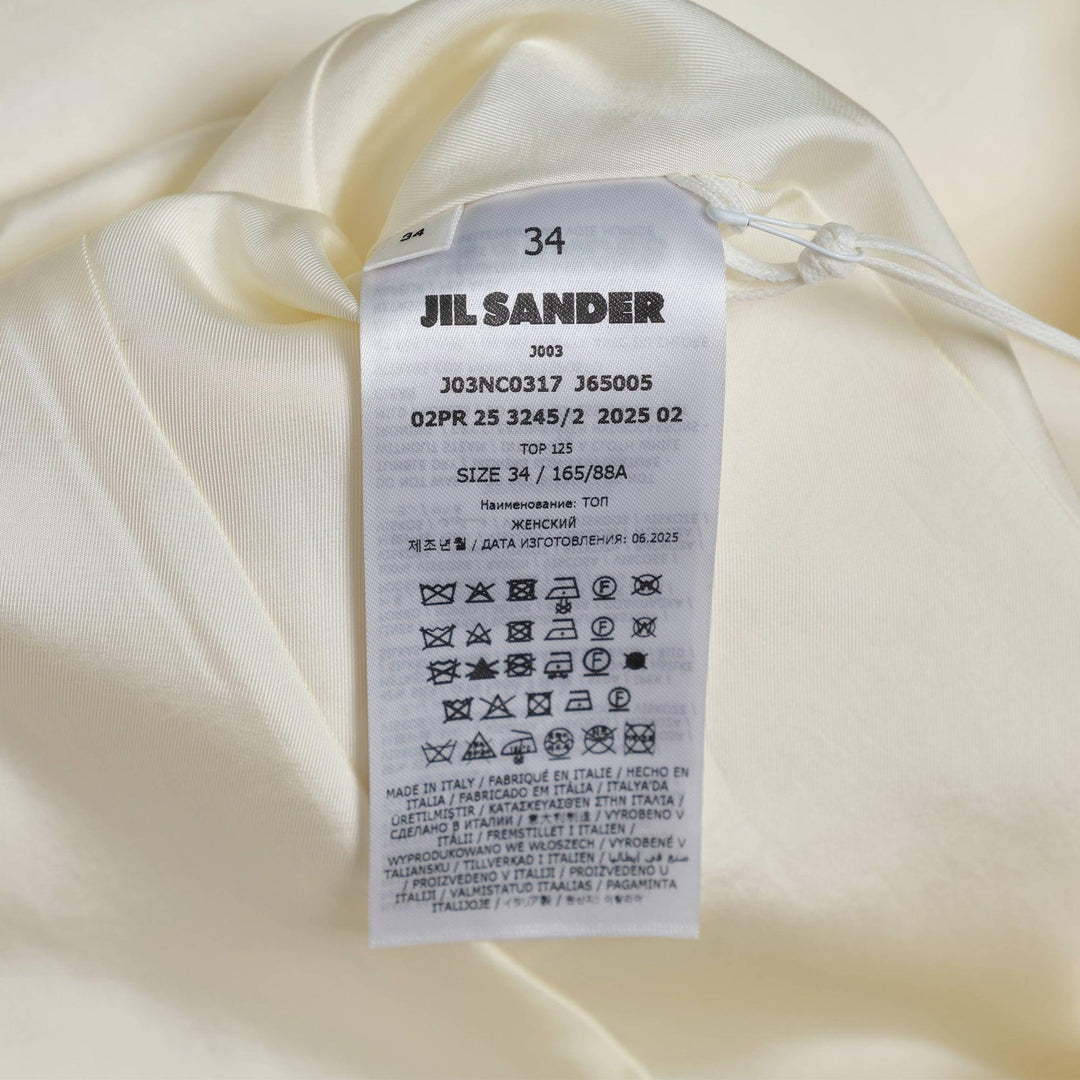 34
34
JIL SANDER
J003
J03NC0317 J65005
02PR 25 3245/2 2025 02
TOP 125
SIZE 34 / 165/88A
Наименование: ТОП
ЖЕНСКИЙ
제조년월 / ДАТА ИЗГОТОВЛЕНИЯ: 06.2025
F W
F W
F
F
MADE IN ITALY / FABRIQUÉ EN ITALIE / HECHO EN
ITALIA / FABRICADO EM ITÁLIA / ITALYA'DA
ÜRETILMIŞTIR / ΚΑΤΑΣΚΕΥΑΣΘΕΝ ΣΤΗΝ ΙΤΑΛΙΑ /
СДЕЛАНО В ИТАЛИИ / 意大利制造 / VYROBENO V
ITÁLII / FREMSTILLET I ITALIEN /
WYPRODUKOWANO WE WŁOSZECH / VYROBENÉ V
TALIANSKU / TILLVERKAD I ITALIEN / صنع في إيطاليا
/ PROIZVEDENO V ITALIJI / PROIZVEDENO U
ITALIJI / VALMISTATUD ITAALIAS / PAGAMINTA
ITALIJOJE / イタリア製 / 원산지: 이탈리아